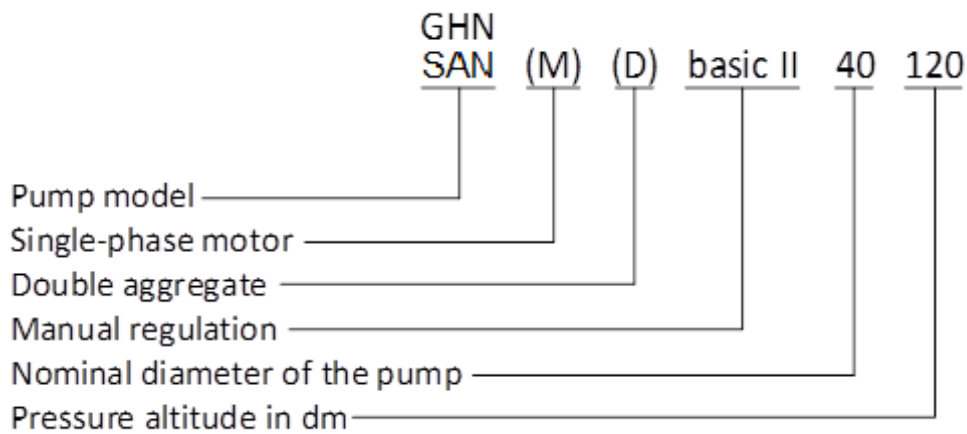 GHN
SAN (M) (D) basic II 40 120
Pump model
Single-phase motor
Double aggregate
Manual regulation
Nominal diameter of the pump
Pressure altitude in dm